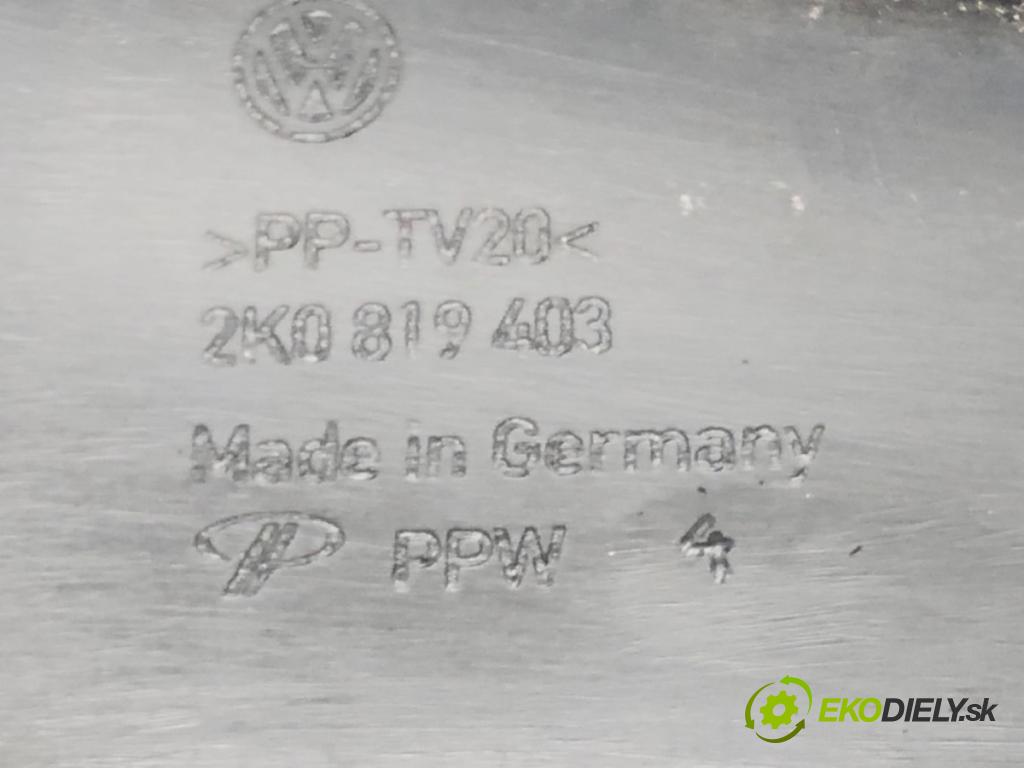 >PP-TV20<
2K0 819 403
Made in Germany
PPW 4
EKODIELY.sk